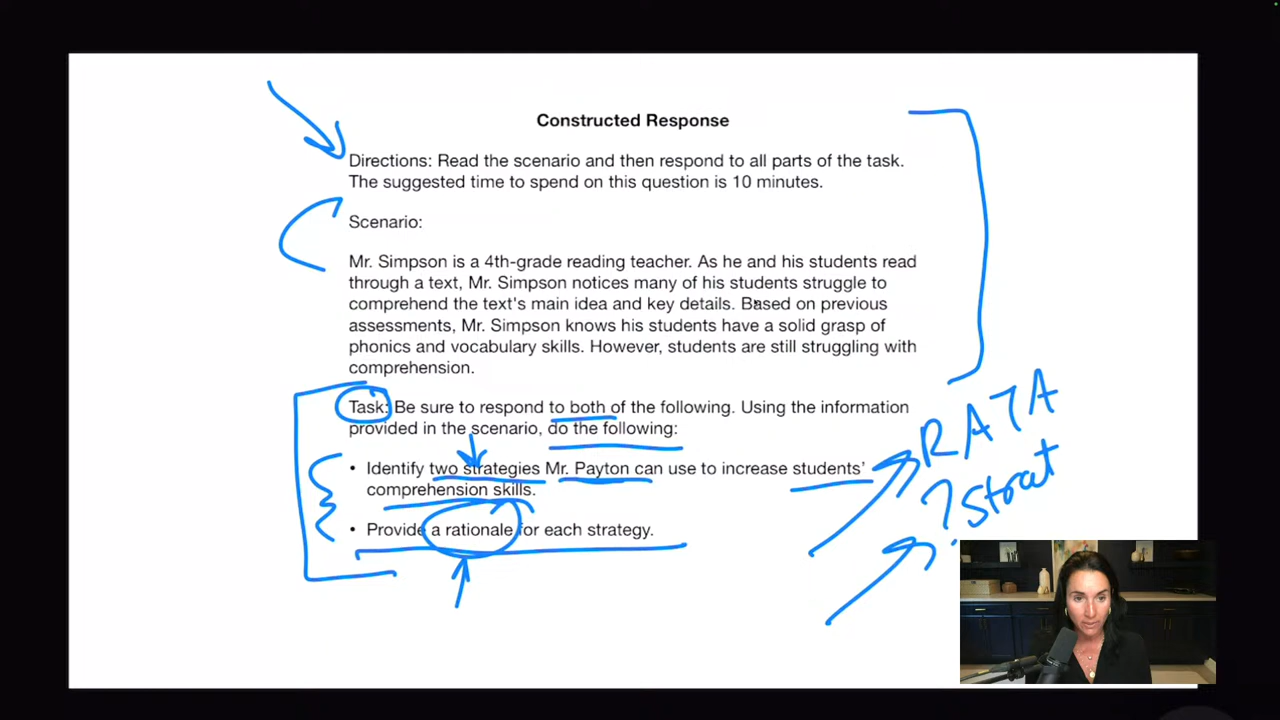 Constructed Response
Directions: Read the scenario and then respond to all parts of the task.
The suggested time to spend on this question is 10 minutes.
Scenario:
Mr. Simpson is a 4th-grade reading teacher. As he and his students read
through a text, Mr. Simpson notices many of his students struggle to
comprehend the text's main idea and key details. Based on previous
assessments, Mr. Simpson knows his students have a solid grasp of
phonics and vocabulary skills. However, students are still struggling with
comprehension.
Task: Be sure to respond to both of the following. Using the information
provided in the scenario, do the following:
• Identify two strategies Mr. Payton can use to increase students'
comprehension skills.
• Provide a rationale for each strategy.
RATA
?strat